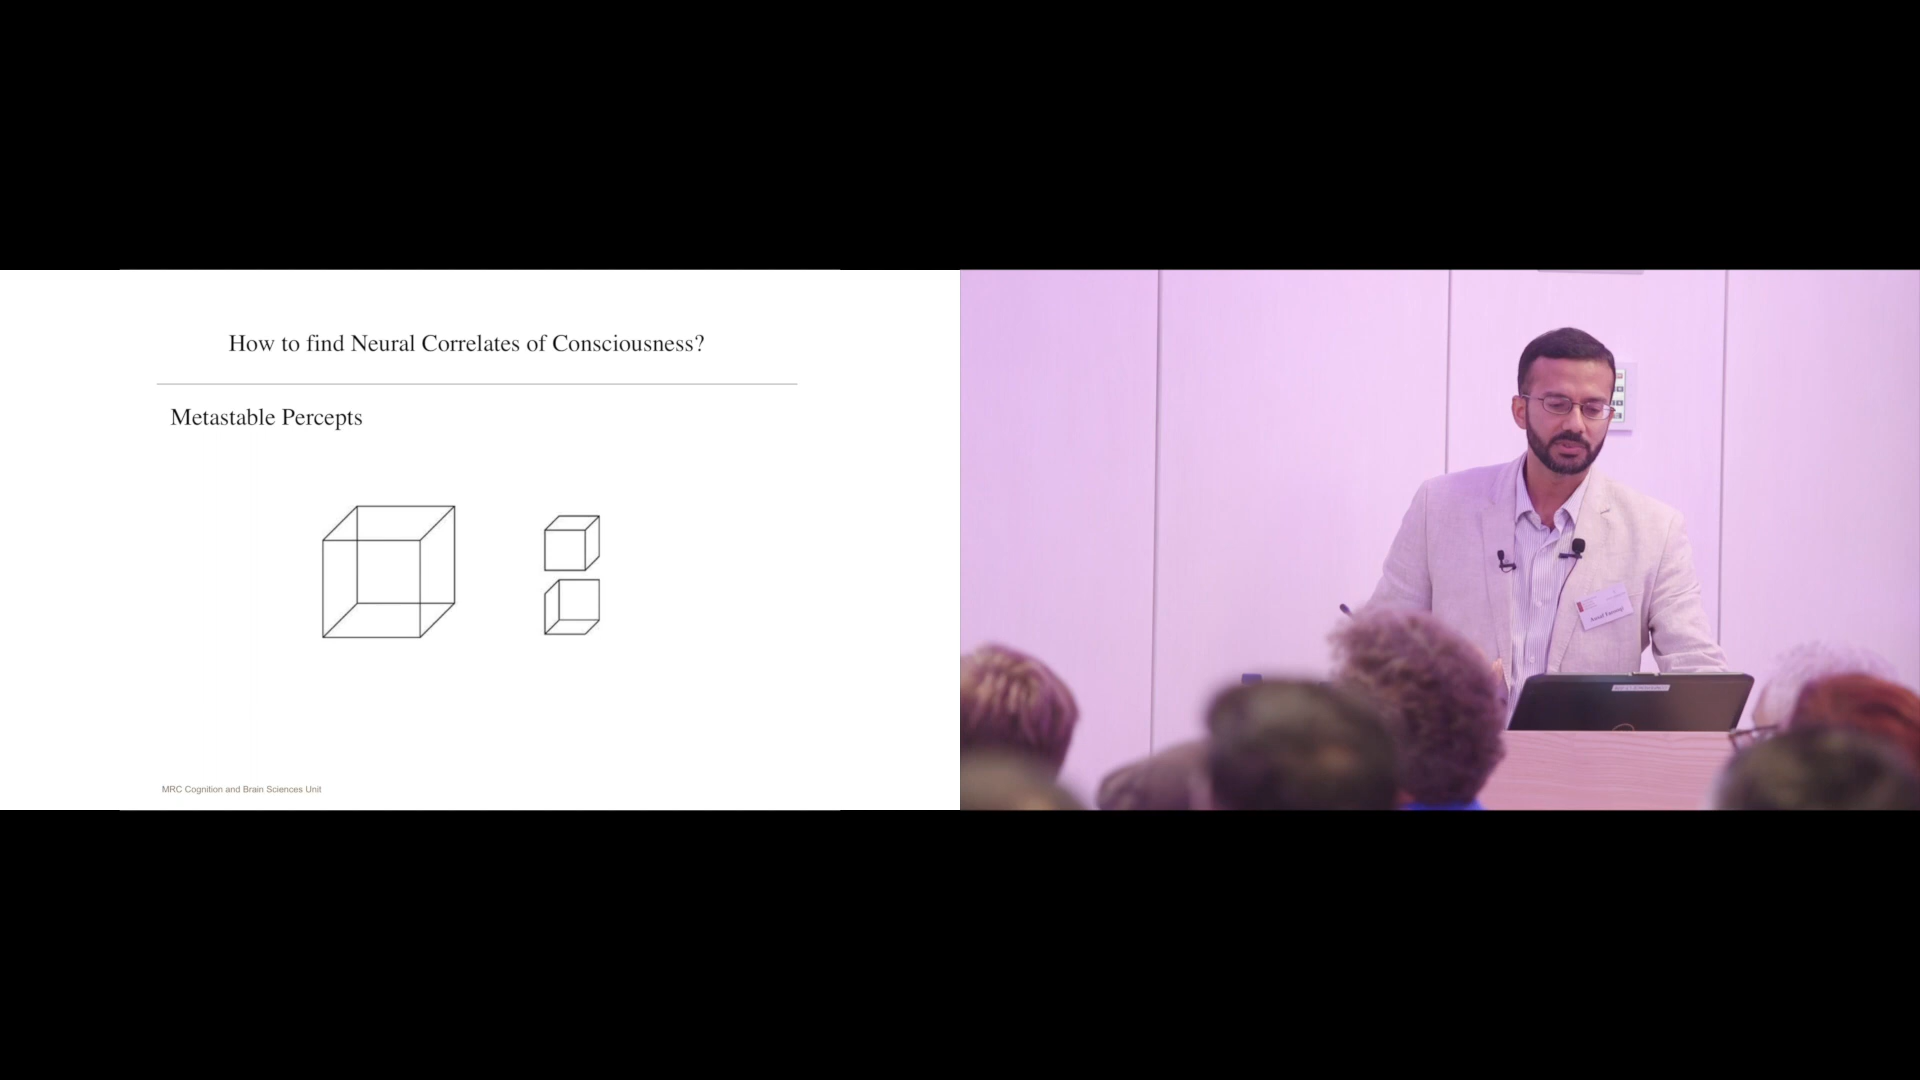 How to find Neural Correlates of Consciousness?
Metastable Percepts
MRC Cognition and Brain Sciences Unit